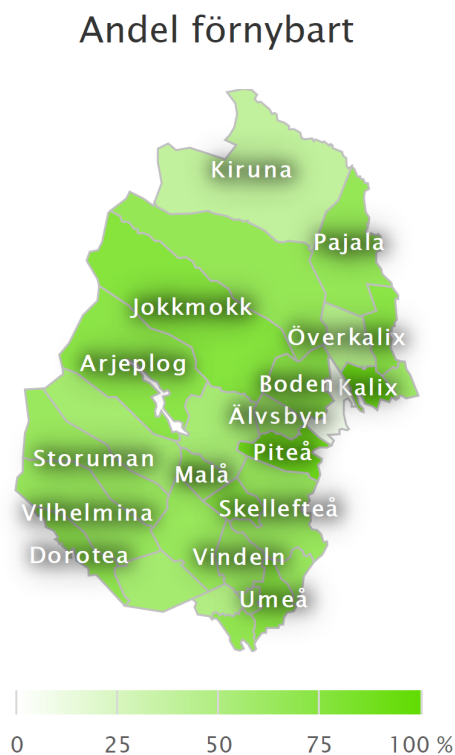 Andel förnybart
Kiruna
Pajala
Jokkmokk
Överkalix
Arjeplog
Boden
Kalix
Älvsbyn
Piteå
Storuman
Malå
Skellefteå
Vilhelmina
Dorotea
Vindeln
Umeå
0 25 50 75 100 %